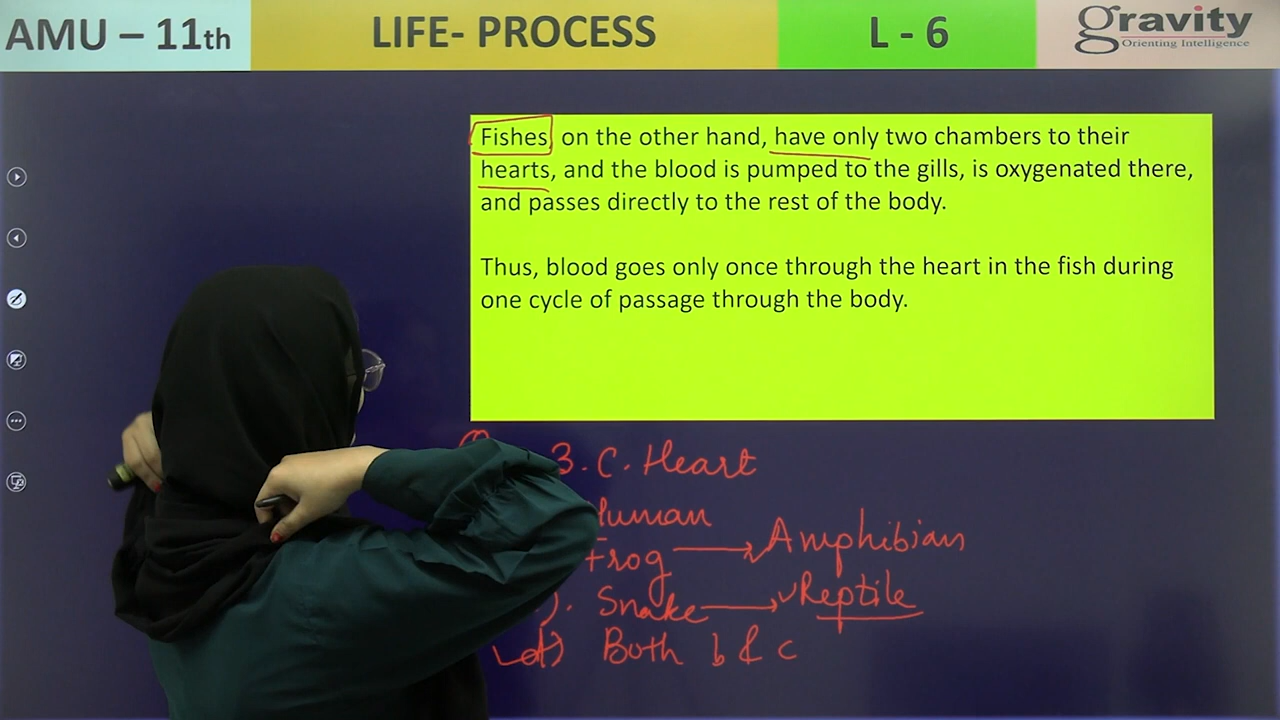 AMU – 11th
LIFE- PROCESS
L - 6
gravity
Orienting Intelligence
Fishes, on the other hand, have only two chambers to their
hearts, and the blood is pumped to the gills, is oxygenated there,
and passes directly to the rest of the body.
Thus, blood goes only once through the heart in the fish during
one cycle of passage through the body.
3. C. Heart
Human
Frog → Amphibian
). Snake → Reptile
d) Both b & c